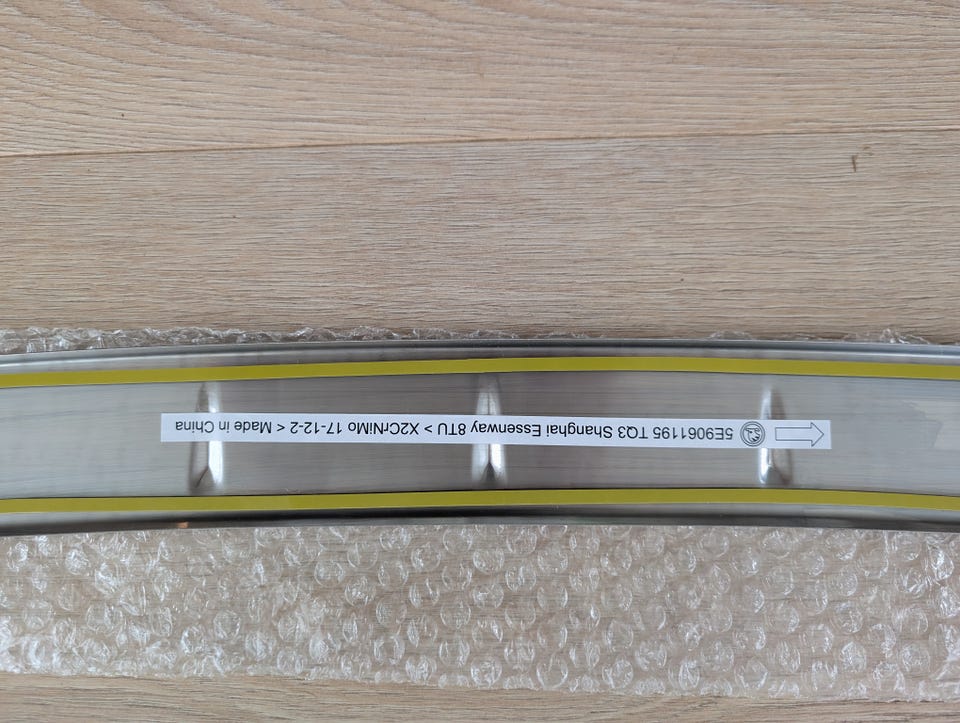 5E9061195 TQ3 Shanghai Essenway 8TU > X2CrNiMo 17-12-2 < Made in China